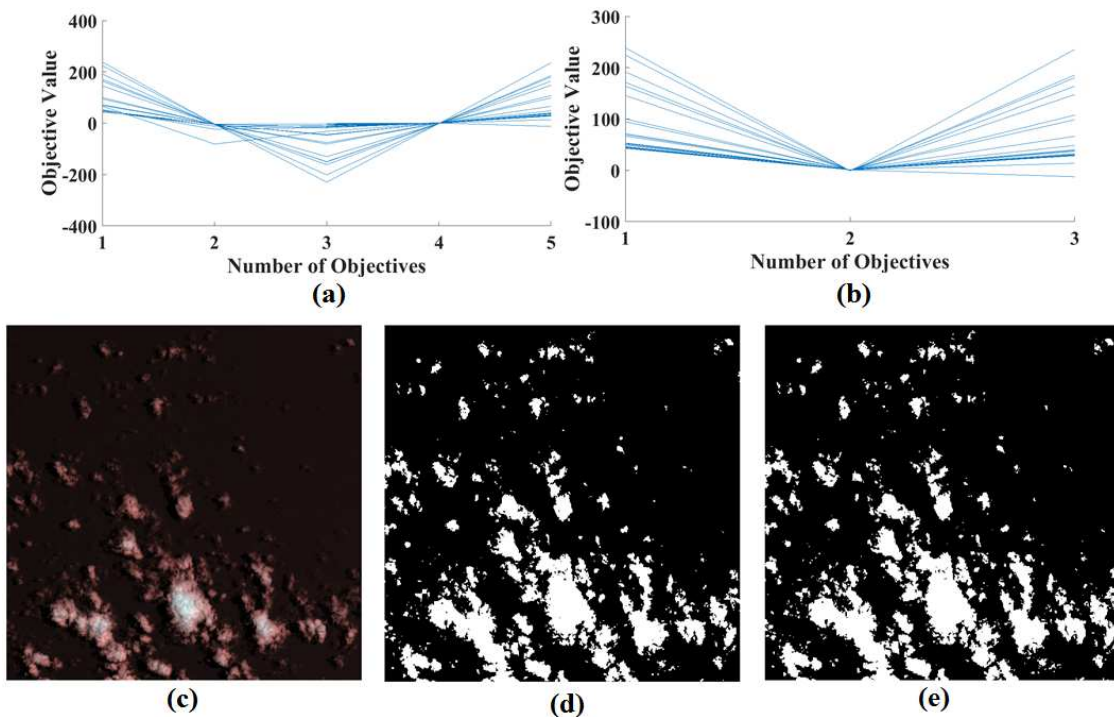 400
200
0
-200
-400
Objective Value
1 2 3 4 5
Number of Objectives
(a)
300
200
100
0
-100
Objective Value
1 2 3
Number of Objectives
(b)
(c)
(d)
(e)